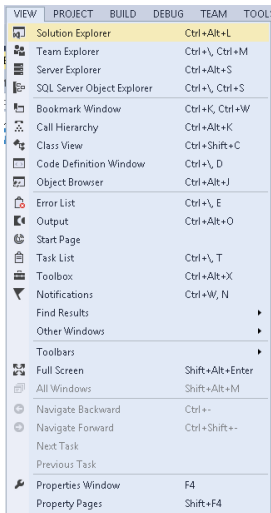 VIEW PROJECT BUILD DEBUG TEAM TOOL
Solution Explorer Ctrl+Alt+L
Team Explorer Ctrl+\, Ctrl+M
Server Explorer Ctrl+Alt+S
SQL Server Object Explorer Ctrl+\, Ctrl+S
Bookmark Window Ctrl+K, Ctrl+W
Call Hierarchy Ctrl+Alt+K
Class View Ctrl+Shift+C
Code Definition Window Ctrl+\, D
Object Browser Ctrl+Alt+J
Error List Ctrl+\, E
Output Ctrl+Alt+O
Start Page
Task List Ctrl+\, T
Toolbox Ctrl+Alt+X
Notifications Ctrl+W, N
Find Results
Other Windows
Toolbars
Full Screen Shift+Alt+Enter
All Windows Shift+Alt+M
Navigate Backward Ctrl+-
Navigate Forward Ctrl+Shift+-
Next Task
Previous Task
Properties Window F4
Property Pages Shift+F4